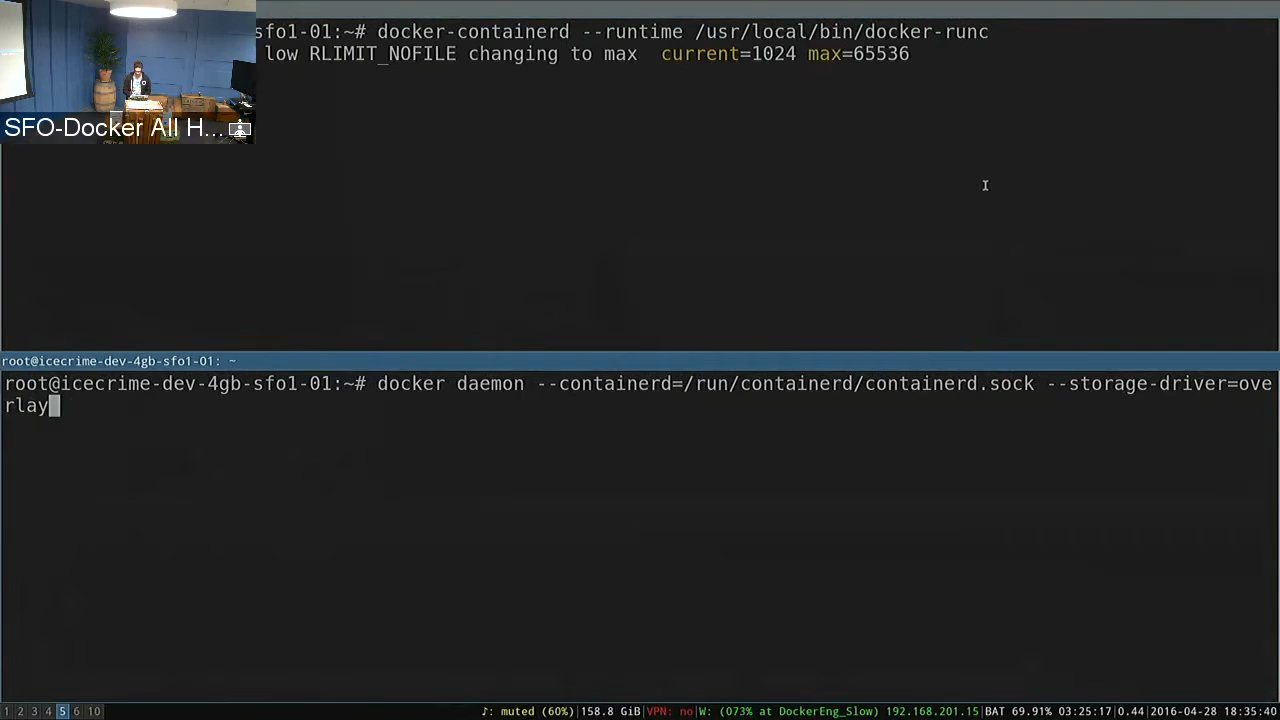 sfo1-01:~# docker-containerd --runtime /usr/local/bin/docker-runc
low RLIMIT_NOFILE changing to max  current=1024 max=65536
SFO-Docker All H...
root@icecrime-dev-4gb-sfo1-01: ~
root@icecrime-dev-4gb-sfo1-01:~# docker daemon --containerd=/run/containerd/containerd.sock --storage-driver=ove
rlay
1 2 3 4 5 6 10 ♪: muted (60%)|158.8 GiB|VPN: no|W: (073% at DockerEng_Slow) 192.168.201.15|BAT 69.91% 03:25:17|0.44|2016-04-28 18:35:40